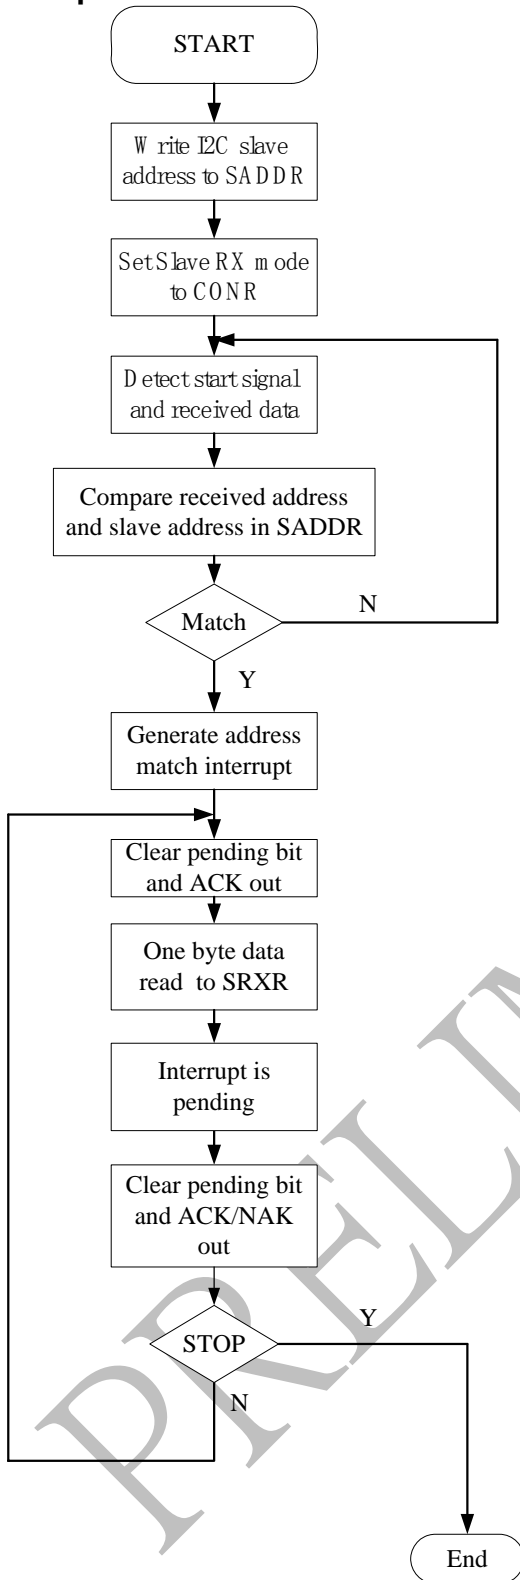 START
Write I2C slave
address to SADDR
Set Slave RX mode
to CONR
Detect start signal
and received data
Compare received address
and slave address in SADDR
Match
N
Y
Generate address
match interrupt
Clear pending bit
and ACK out
One byte data
read to SRXR
Interrupt is
pending
Clear pending bit
and ACK/NAK
out
STOP
Y
N
End